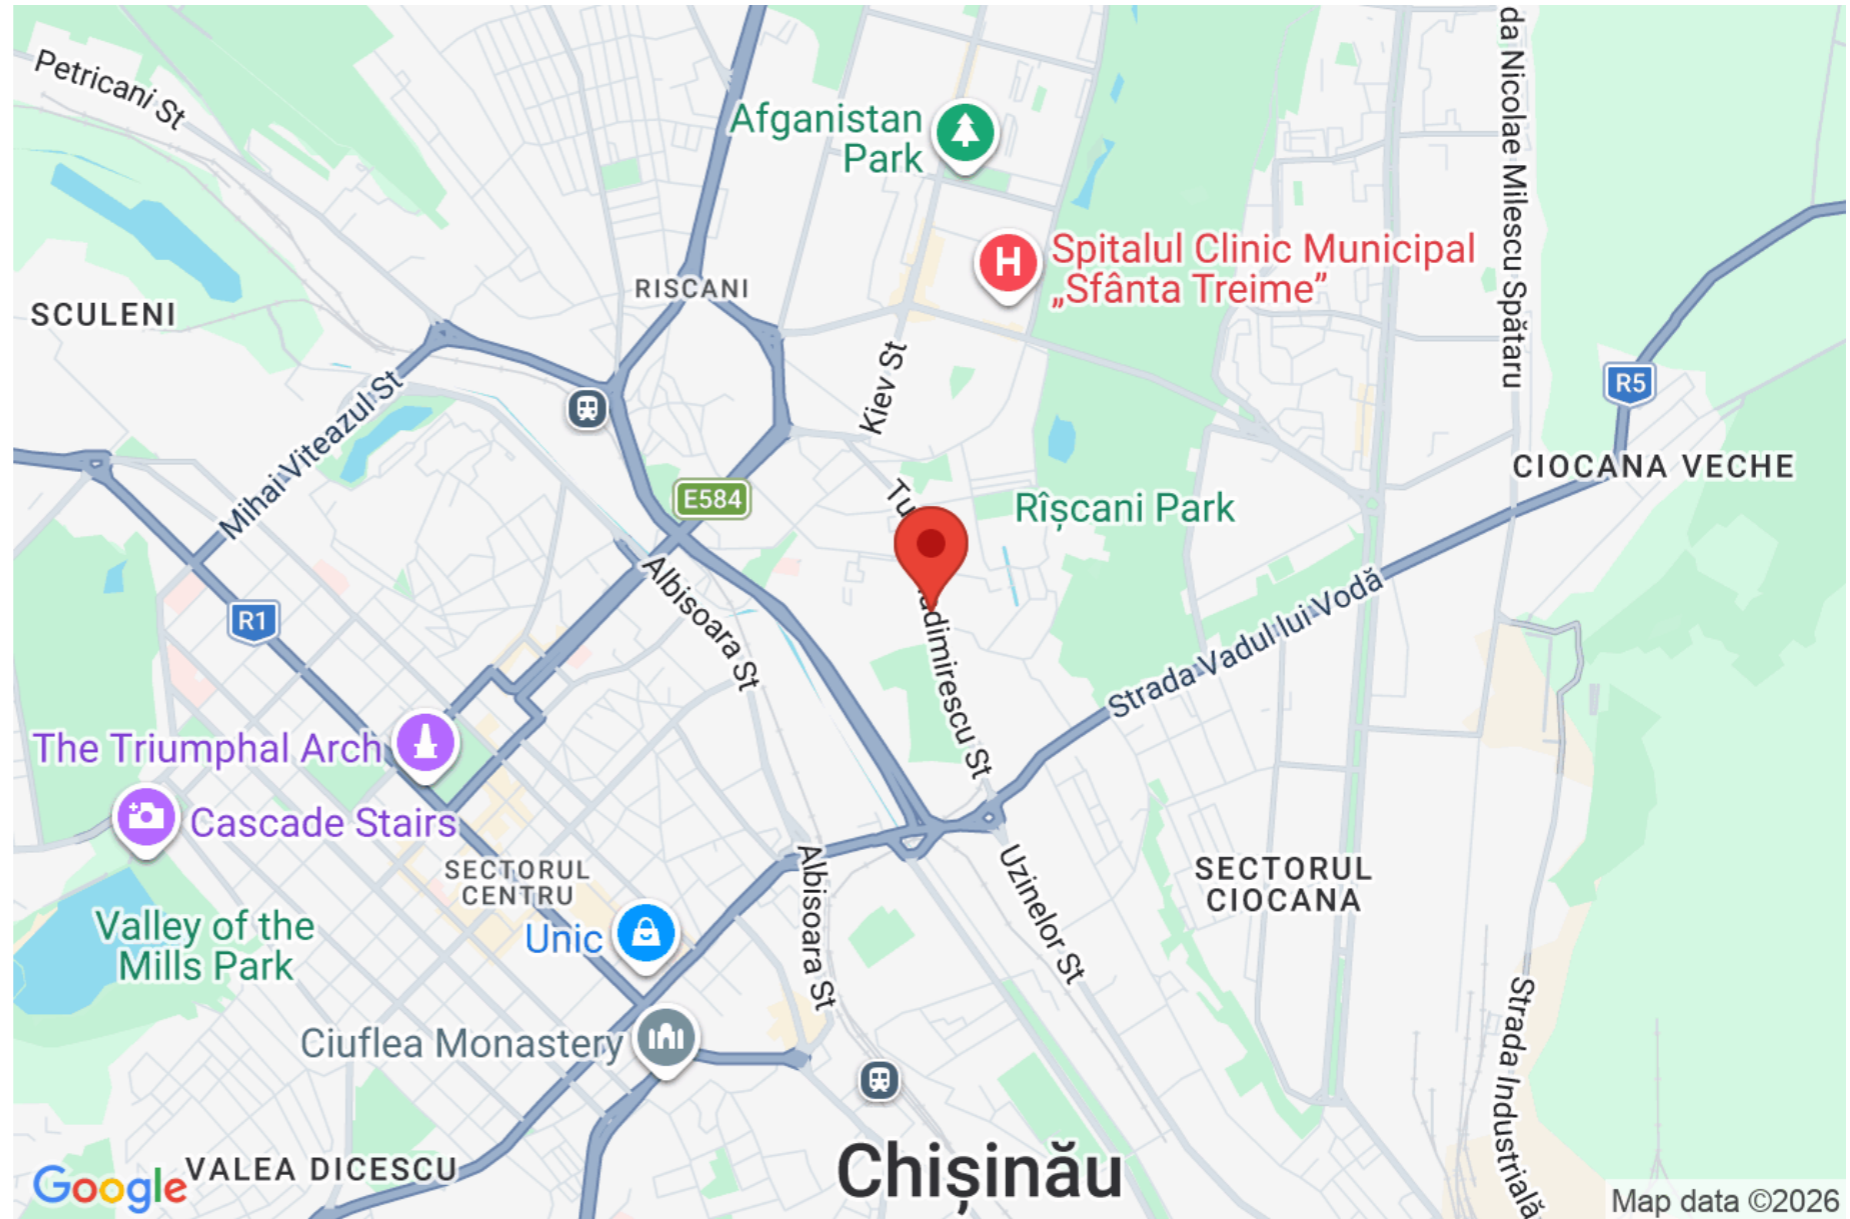 Petricani St
da Nicolae Milescu Spătaru
Afganistan
Park
Spitalul Clinic Municipal
„Sfânta Treime”
RISCANI
SCULENI
Kiev St
R5
Mihai Viteazul St
CIOCANA VECHE
E584
Rîșcani Park
Albisoara St
R1
Strada Vadul lui Vodă
The Triumphal Arch
Cascade Stairs
SECTORUL
CENTRU
Albisoara St
Uzinelor St
SECTORUL
CIOCANA
Valley of the
Mills Park
Unic
Ciuflea Monastery
Strada Industrială
Chișinău
VALEA DICESCU
Google
Map data ©2026